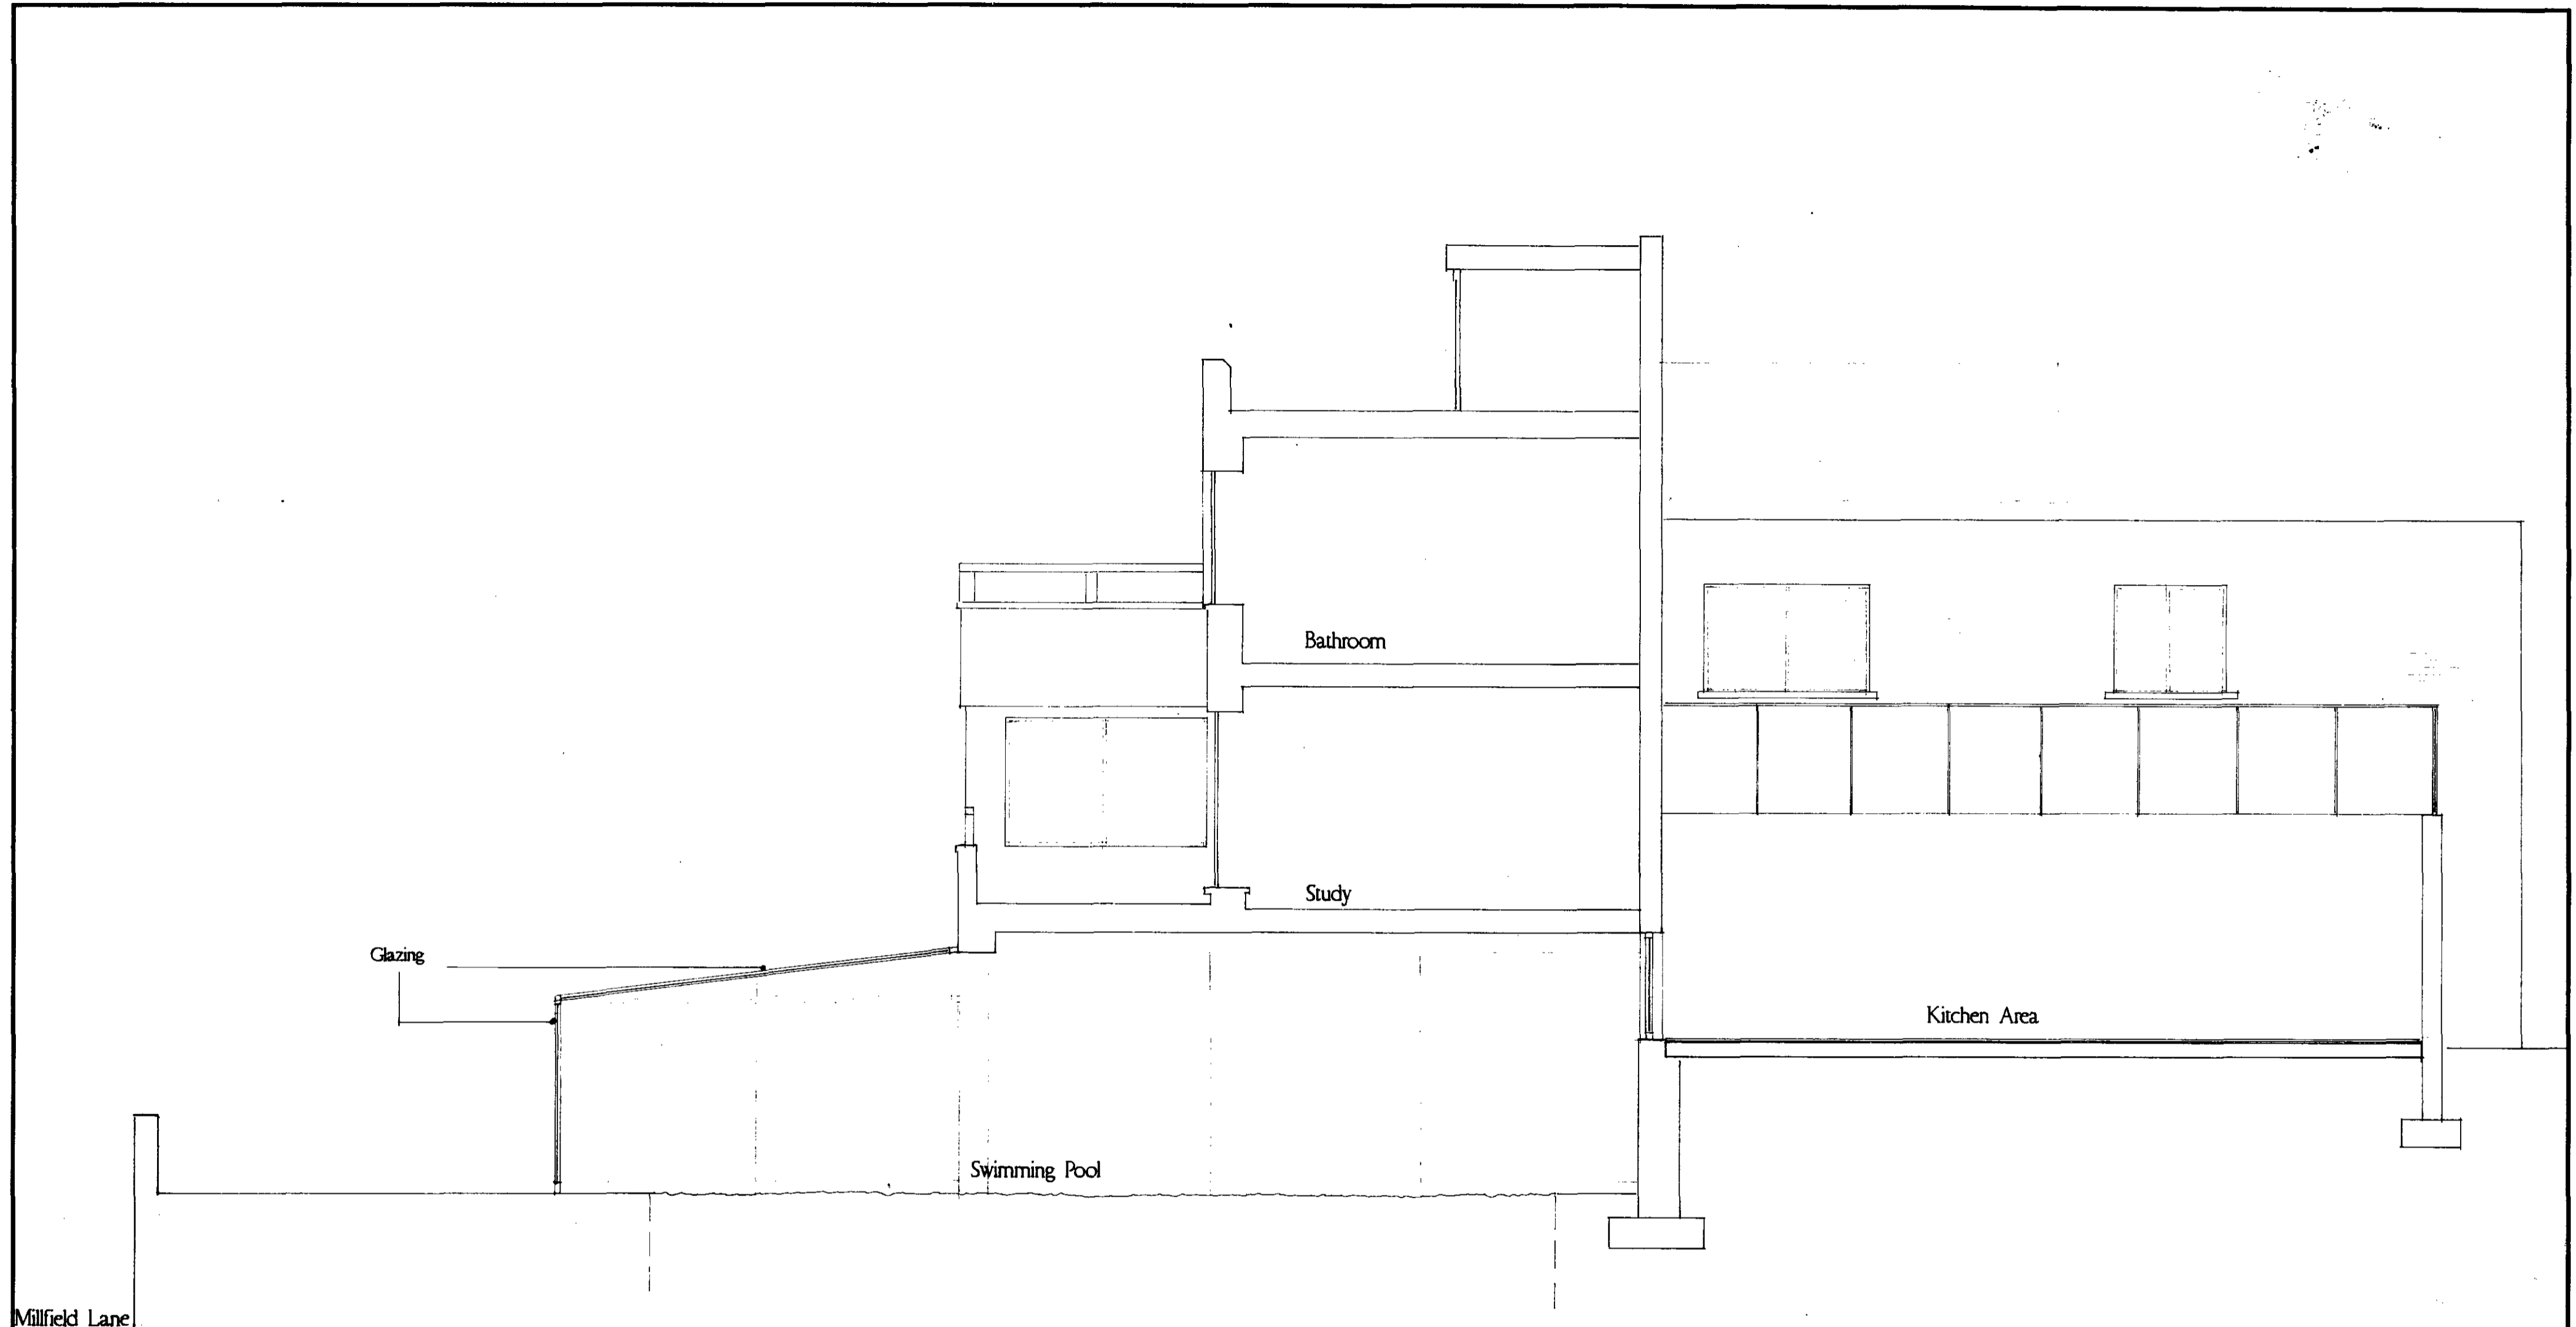 Bathroom
Study
Glazing
Kitchen Area
Swimming Pool
Millfield Lane